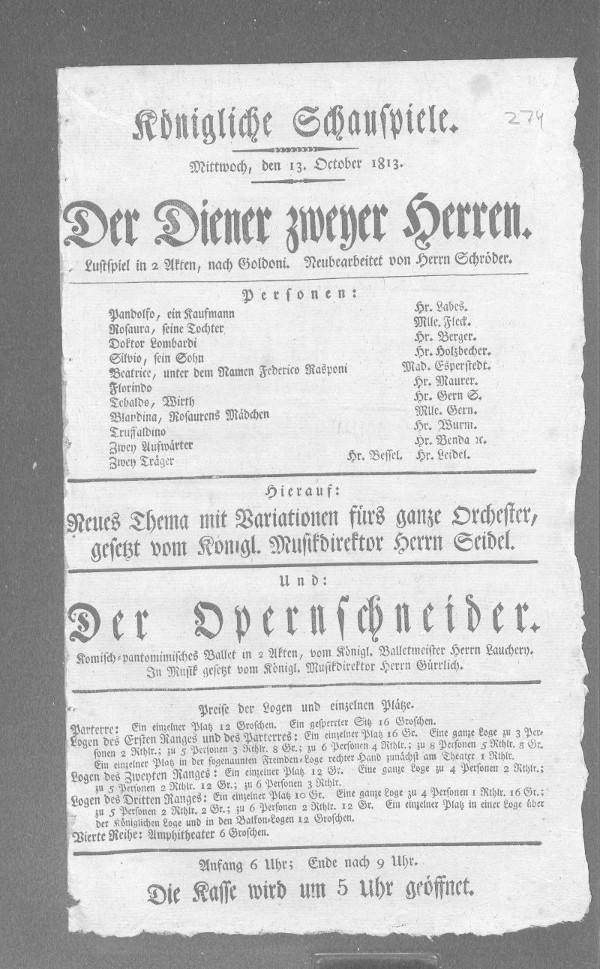 274
Königliche Schauspiele.
Mittwoch, den 13. October 1813.
Der Diener zweyer Herren.
Lustspiel in 2 Akten, nach Goldoni. Neubearbeitet von Herrn Schröder.
Personen:
Pandolfo, ein Kaufmann Hr. Labes.
Rosaura, seine Tochter Mlle. Fleck.
Doktor Lombardi Hr. Berger.
Silvio, sein Sohn Hr. Holzbecher.
Beatrice, unter dem Namen Federico Rasponi Mad. Esperstedt.
Florindo Hr. Maurer.
Tebaldo, Wirth Hr. Gern S.
Blandina, Rosaurens Mädchen Mlle. Gern.
Truffaldino Hr. Wurm.
Zwey Aufwärter Hr. Benda ꝛc.
Zwey Träger Hr. Bessel. Hr. Leidel.
Hierauf:
Neues Thema mit Variationen fürs ganze Orchester,
gesetzt vom Königl. Musikdirektor Herrn Seidel.
Und:
Der Opernschneider.
Komisch-pantomimisches Ballet in 2 Akten, vom Königl. Balletmeister Herrn Lauchery.
In Musik gesetzt vom Königl. Musikdirektor Herrn Gürrlich.
Preise der Logen und einzelnen Plätze.
Parterre: Ein einzelner Platz 12 Groschen. Ein gesperrter Sitz 16 Groschen.
Logen des Ersten Ranges und des Parterres: Ein einzelner Platz 16 Gr. Eine ganze Loge zu 3 Per-
sonen 2 Rthlr.; zu 5 Personen 3 Rthlr. 8 Gr.; zu 6 Personen 4 Rthlr.; zu 8 Personen 5 Rthlr. 8 Gr.
Ein einzelner Platz in der sogenannten Fremden-Loge rechter Hand zunächst am Theater 1 Rthlr.
Logen des Zweyten Ranges: Ein einzelner Platz 12 Gr. Eine ganze Loge zu 4 Personen 2 Rthlr.;
zu 5 Personen 2 Rthlr. 12 Gr.; zu 6 Personen 3 Rthlr.
Logen des Dritten Ranges: Ein einzelner Platz 10 Gr. Eine ganze Loge zu 4 Personen 1 Rthlr. 16 Gr.;
zu 5 Personen 2 Rthlr. 2 Gr.; zu 6 Personen 2 Rthlr. 12 Gr. Ein einzelner Platz in einer Loge über
der Königlichen Loge und in den Balkon-Logen 12 Groschen.
Vierte Reihe: Amphitheater 6 Groschen.
Anfang 6 Uhr; Ende nach 9 Uhr.
Die Kasse wird um 5 Uhr geöffnet.